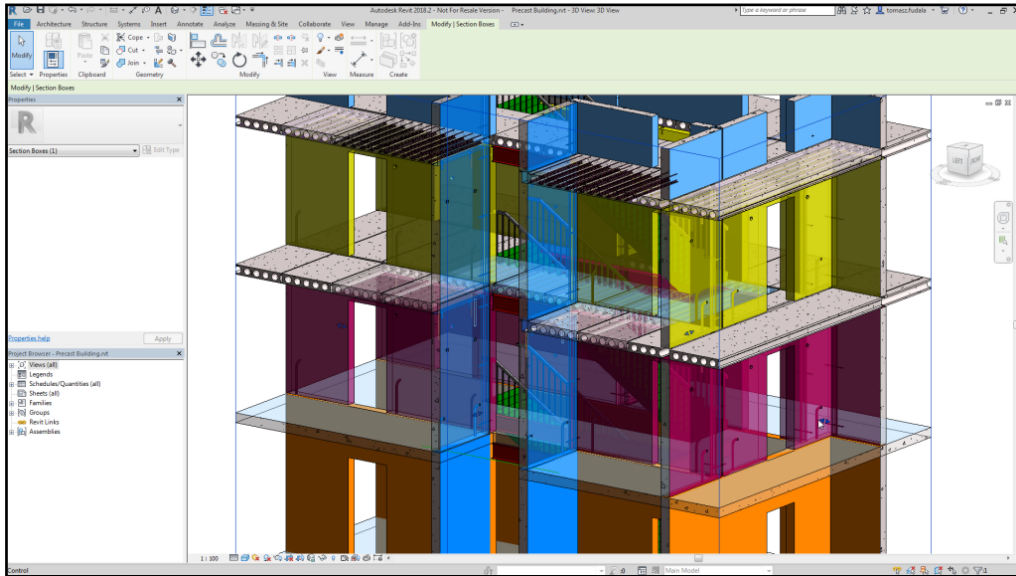 Autodesk Revit 2018.2 - Not For Resale Version - Precast Building.rvt - 3D View: 3D View
Type a keyword or phrase
tomasz.fudala
File Architecture Structure Systems Insert Annotate Analyze Massing & Site Collaborate View Manage Add-Ins Modify | Section Boxes
Modify
Properties
Paste
Cope
Cut
Join
Select Properties Clipboard Geometry Modify View Measure Create
Modify | Section Boxes
Properties
R
Section Boxes (1) Edit Type
Properties help Apply
Project Browser - Precast Building.rvt
Views (all)
Legends
Schedules/Quantities (all)
Sheets (all)
Families
Groups
Revit Links
Assemblies
LEFT
1 : 100
Control :0 Main Model :1